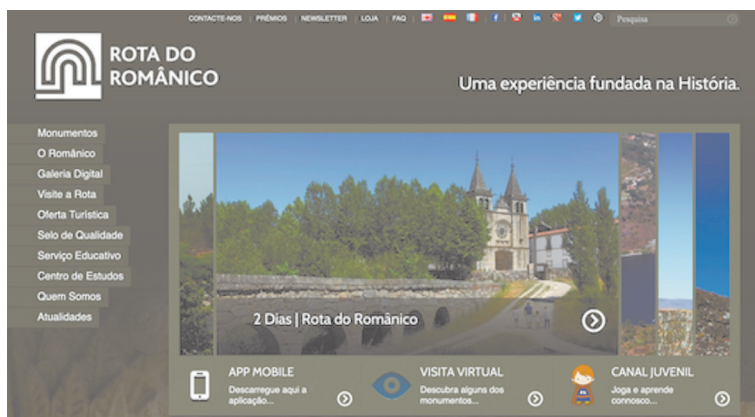 CONTACTE-NOS | PRÉMIOS | NEWSLETTER | LOJA | FAQ | Pesquisa
ROTA DO
ROMÂNICO
Uma experiência fundada na História.
Monumentos
O Românico
Galeria Digital
Visite a Rota
Oferta Turística
Selo de Qualidade
Serviço Educativo
Centro de Estudos
Quem Somos
Atualidades
2 Dias | Rota do Românico
APP MOBILE
Descarregue aqui a
aplicação...
VISITA VIRTUAL
Descubra alguns dos
monumentos...
CANAL JUVENIL
Joga e aprende
connosco...